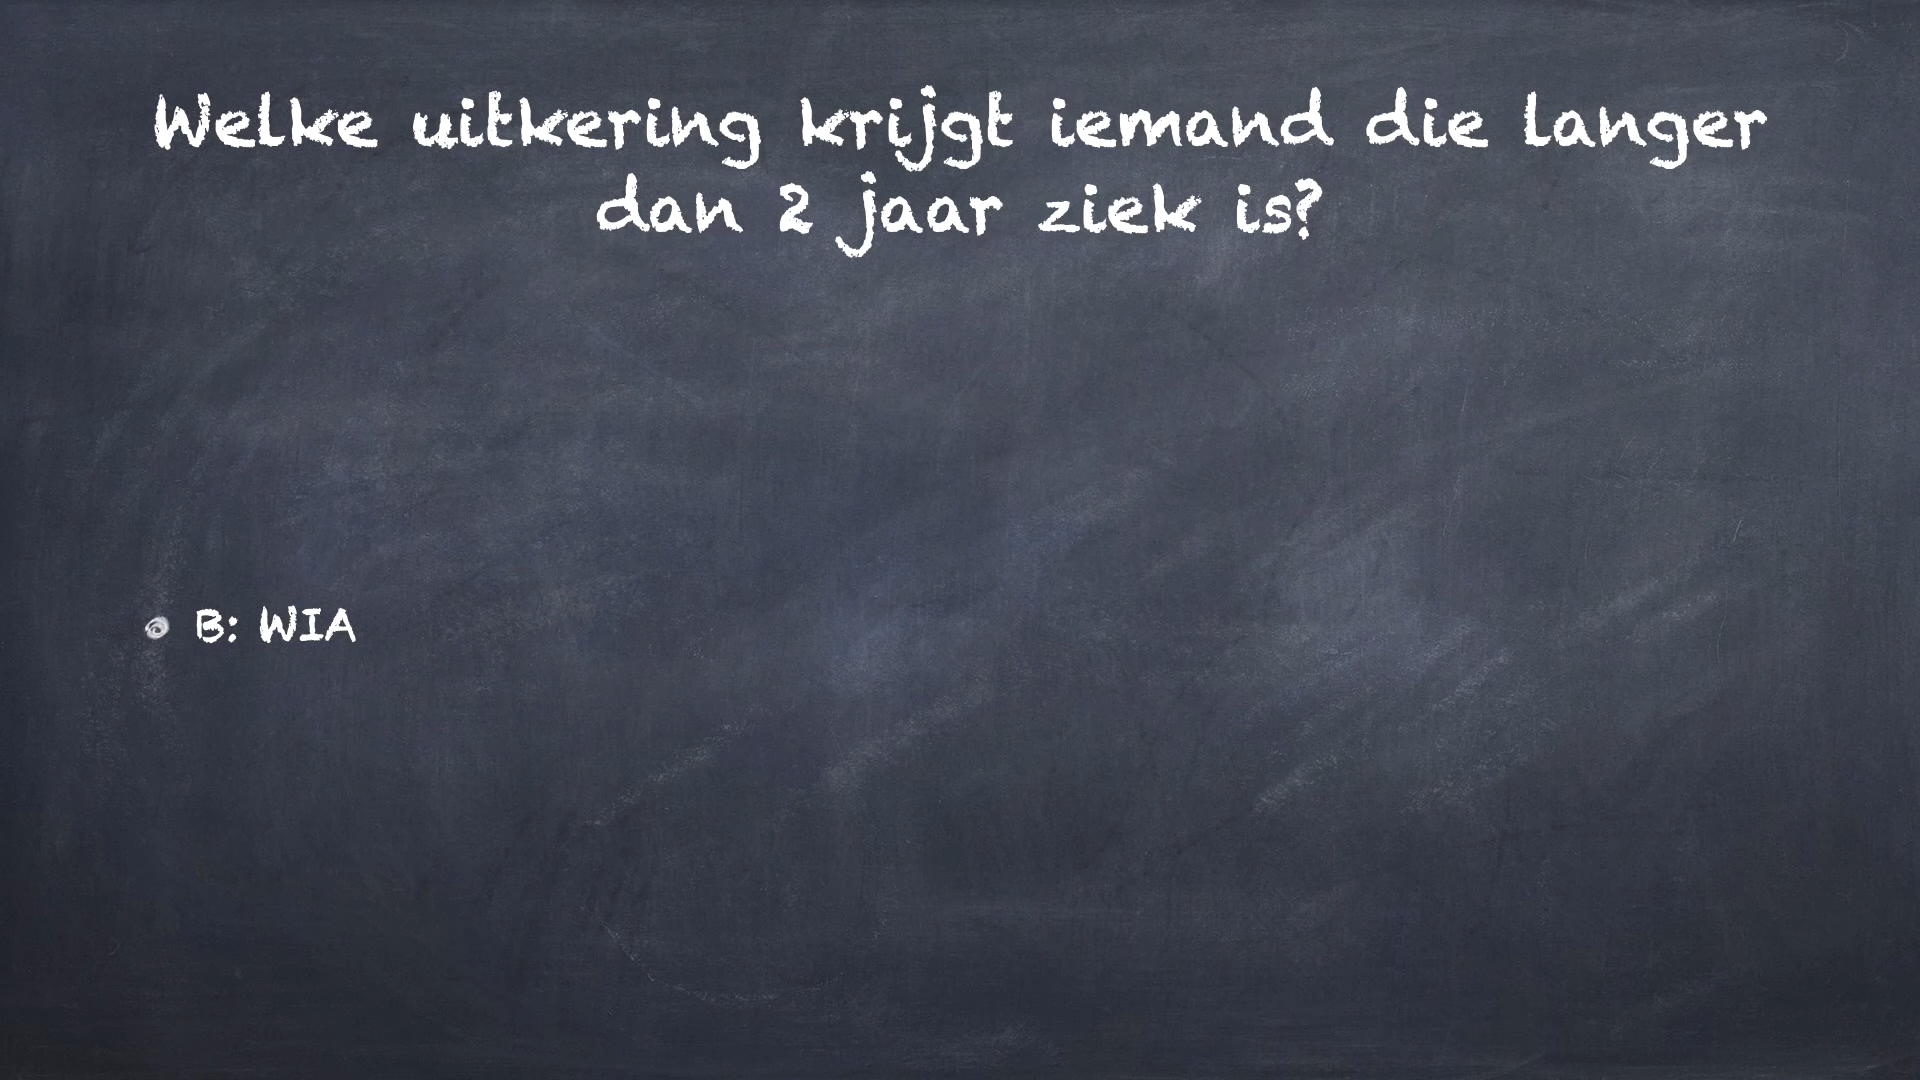 Welke uitkering krijgt iemand die langer
dan 2 jaar ziek is?
B: WIA